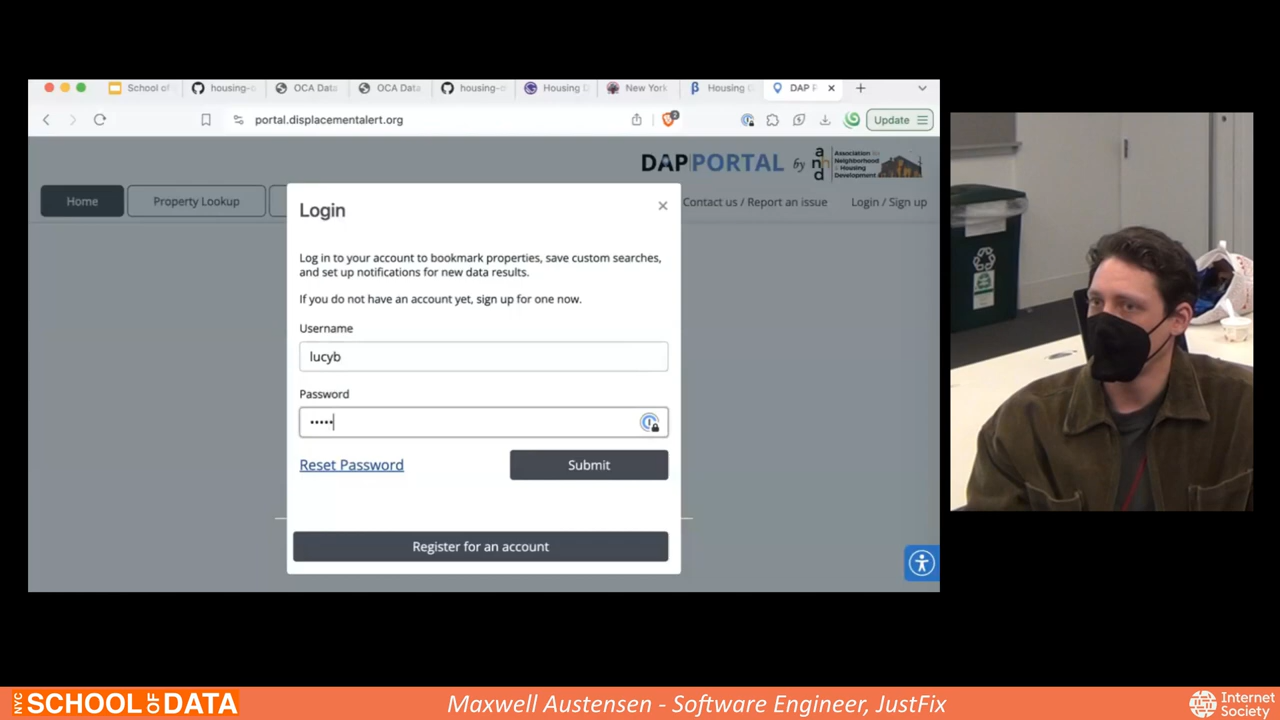 School of
housing-
OCA Data
OCA Data
housing-
Housing D
New York
Housing
DAP P
portal.displacementalert.org
2
Update
DAP PORTAL by anhd Association for Neighborhood & Housing Development
Home
Property Lookup
Contact us / Report an issue
Login / Sign up
Login
Log in to your account to bookmark properties, save custom searches,
and set up notifications for new data results.
If you do not have an account yet, sign up for one now.
Username
lucyb
Password
•••••
Reset Password
Submit
Register for an account
NYC SCHOOL OF DATA
Maxwell Austensen - Software Engineer, JustFix
Internet
Society